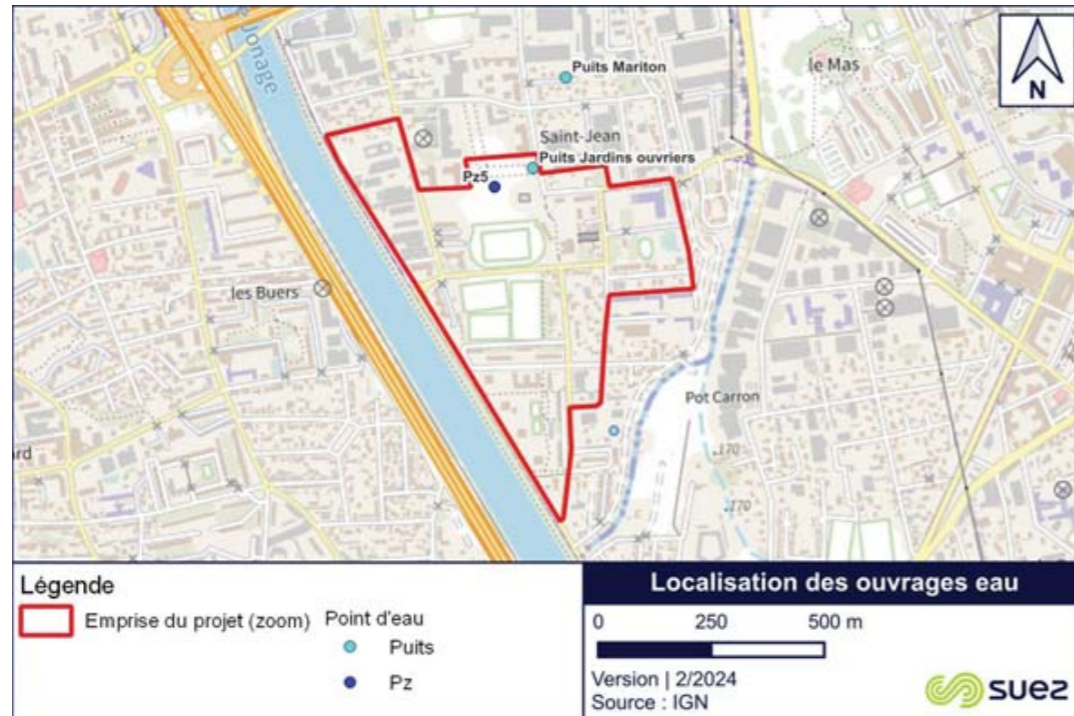 Jonage
Puits Mariton
le Mas
N
Saint-Jean
Puits Jardins ouvriers
Pz5
les Buers
Pot Carron
ard
170
170
Légende
Emprise du projet (zoom)
Point d'eau
Puits
Pz
Localisation des ouvrages eau
0 250 500 m
Version | 2/2024
Source : IGN
suez